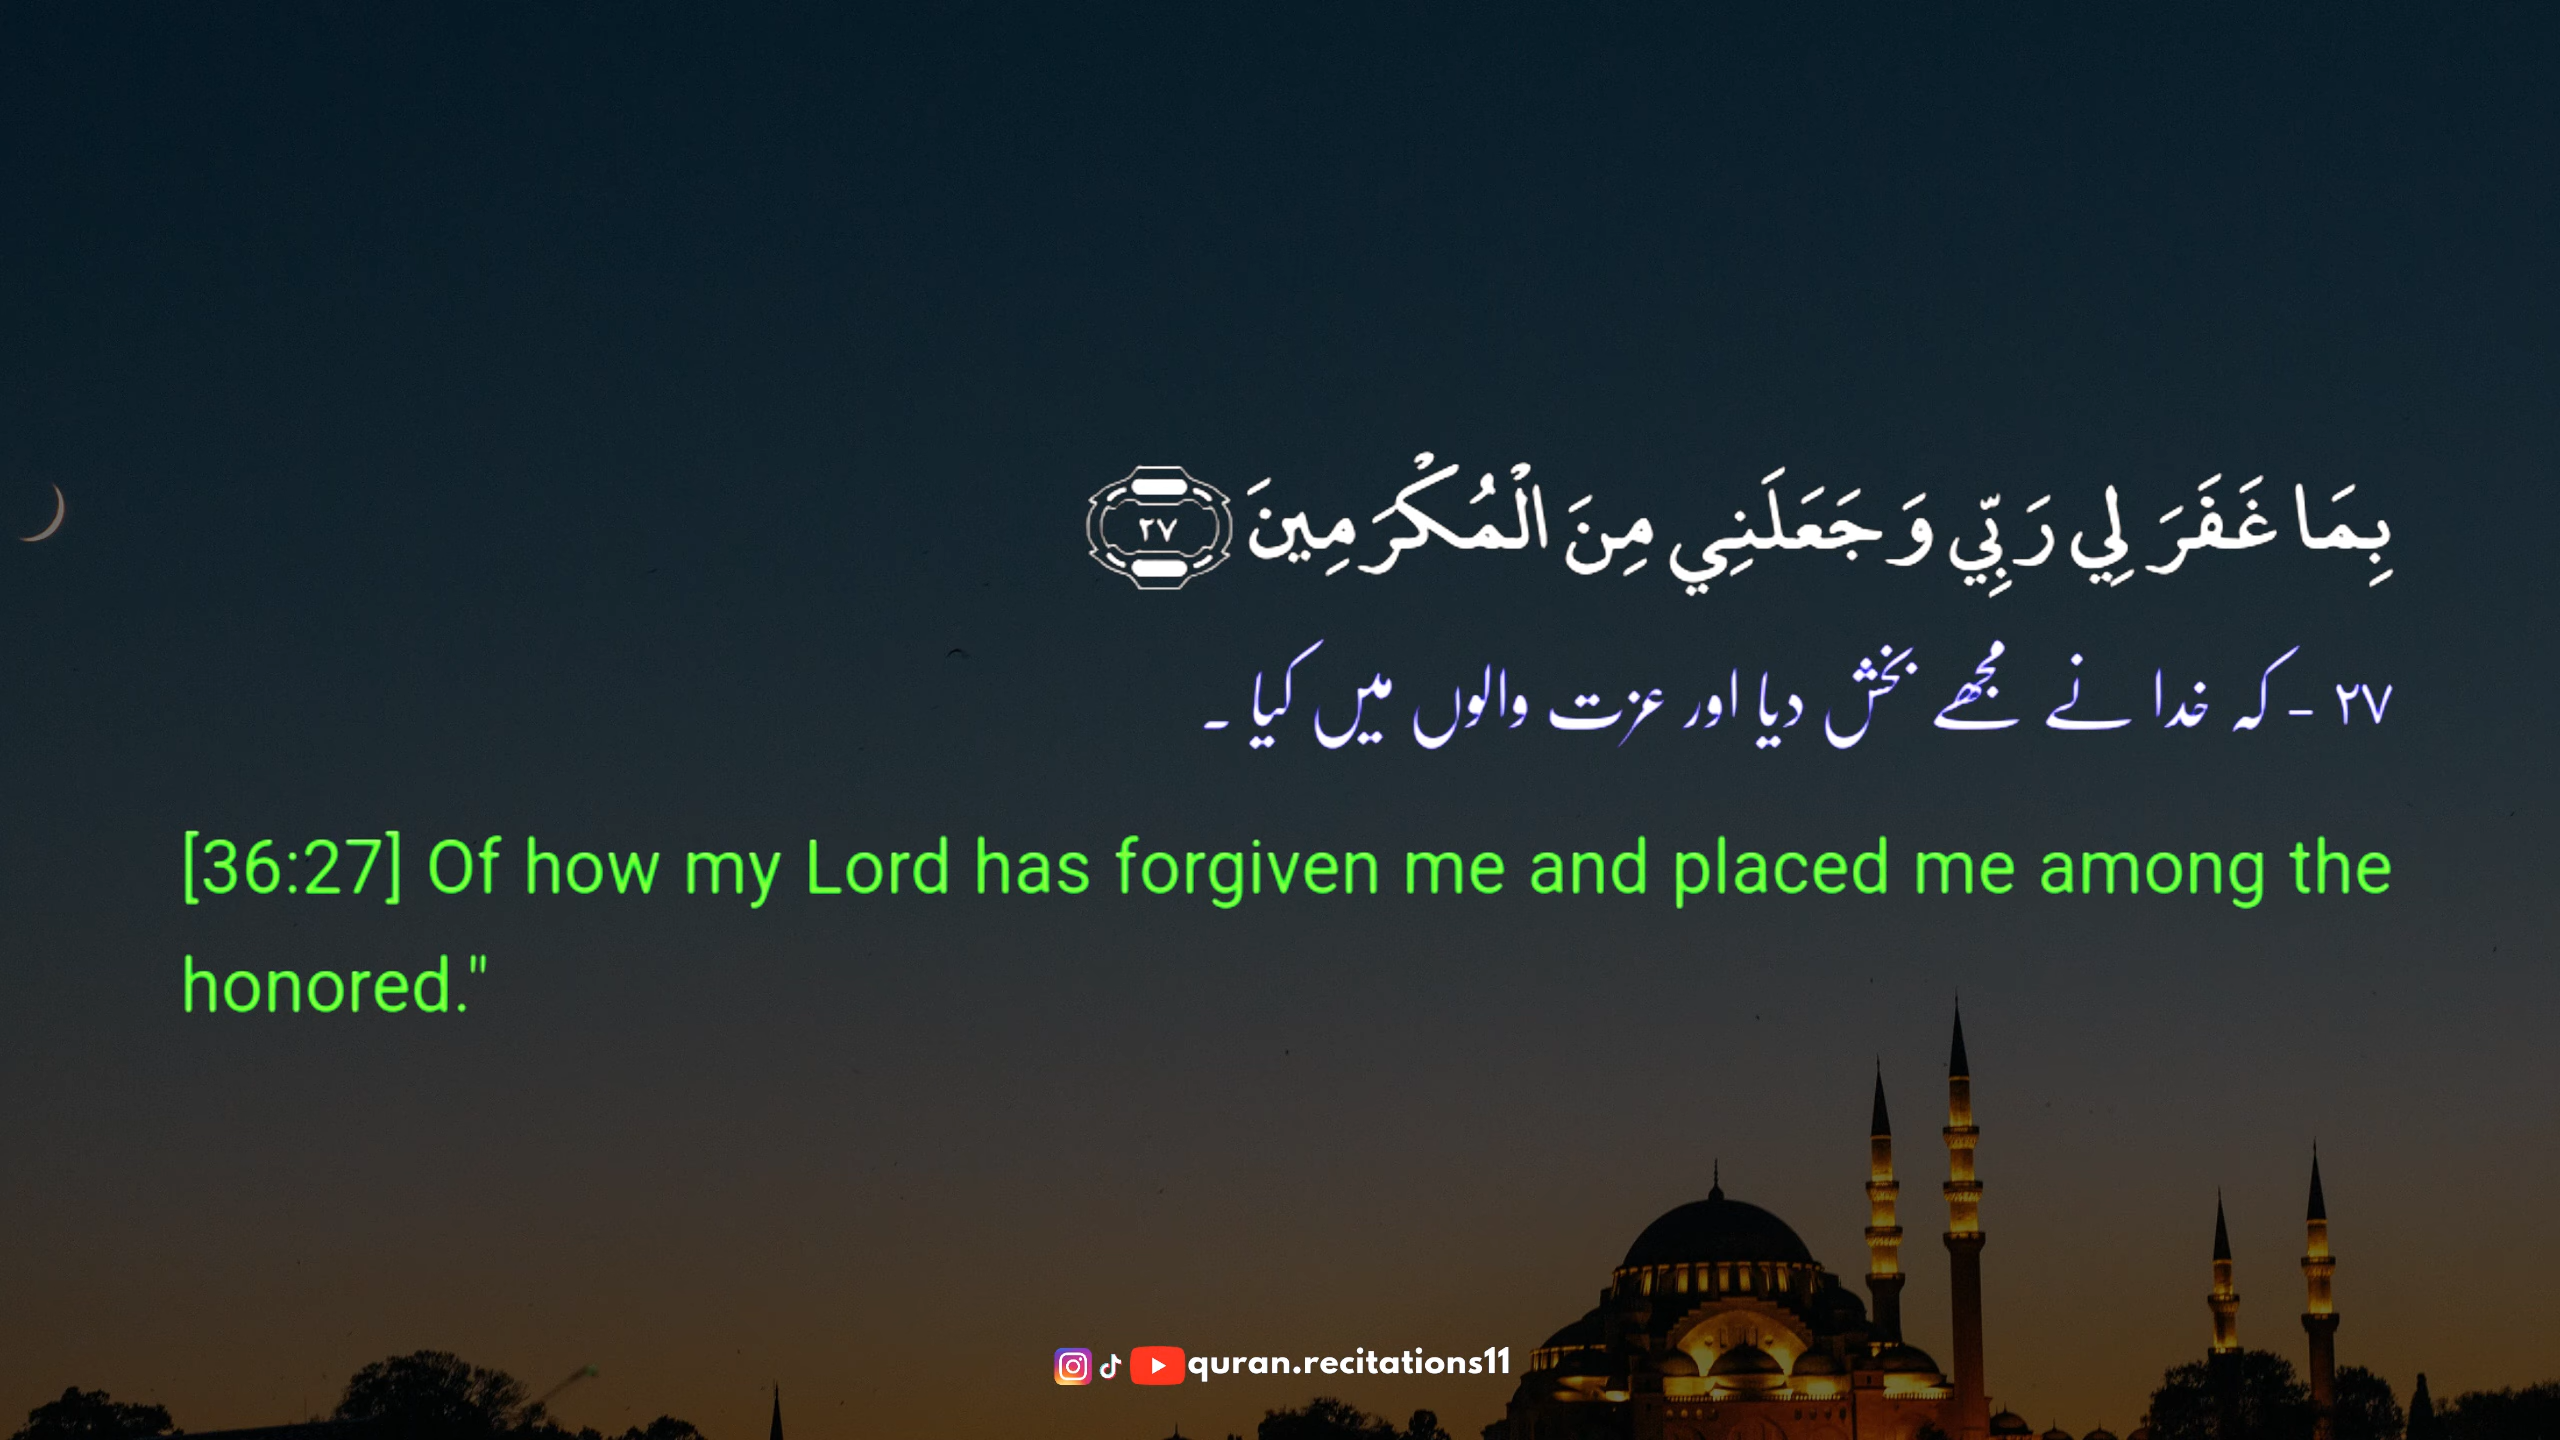 بِمَا غَفَرَ لِي رَبِّي وَجَعَلَنِي مِنَ الْمُكْرَمِينَ ٢٧
٢٧ - کہ خدا نے مجھے بخش دیا اور عزت والوں میں کیا ۔
[36:27] Of how my Lord has forgiven me and placed me among the
honored."
quran.recitations11